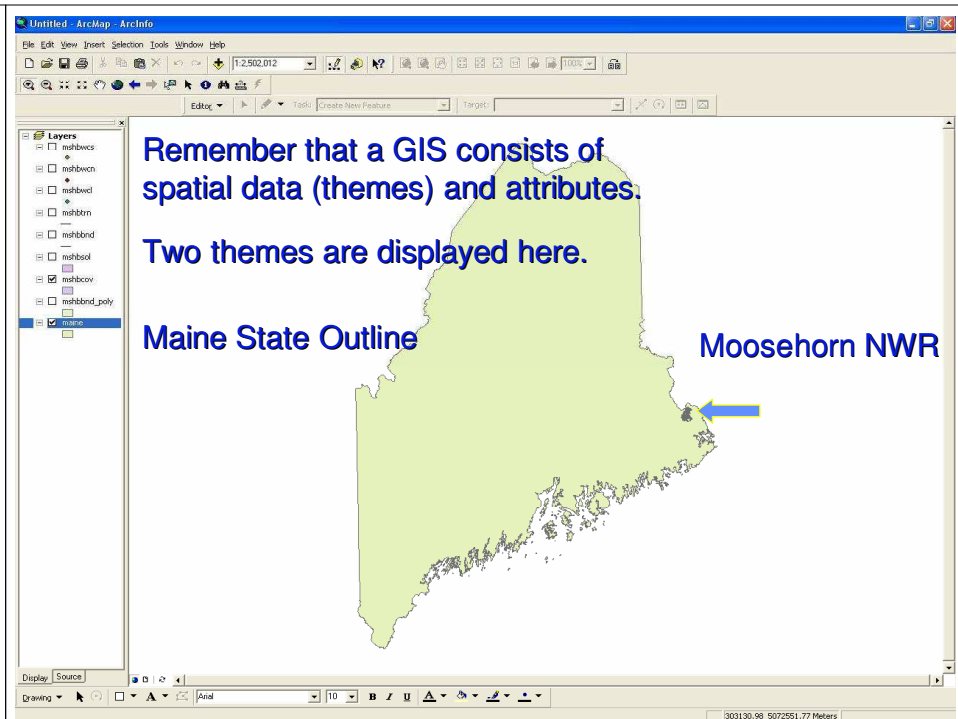 Untitled - ArcMap - ArcInfo
File Edit View Insert Selection Tools Window Help
1:2,502,012
100%
Editor
Task: Create New Feature
Target:
Layers
mshbwcs
mshbwcn
mshbwcl
mshbtrn
mshbbnd
mshbsol
mshbcov
mshbbnd_poly
maine
Remember that a GIS consists of
spatial data (themes) and attributes.
Two themes are displayed here.
Maine State Outline
Moosehorn NWR
Display Source
Drawing A Arial 10 B I U A
303130.98 5072551.77 Meters